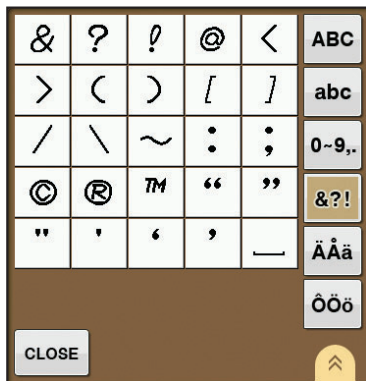 & ? ! @ < ABC
> ( ) [ ] abc
/ \ ~ : ; 0~9,.
© ® ™ “ ” &?!
" ' ‘ ’ ÄÅä
ÔÖö
CLOSE